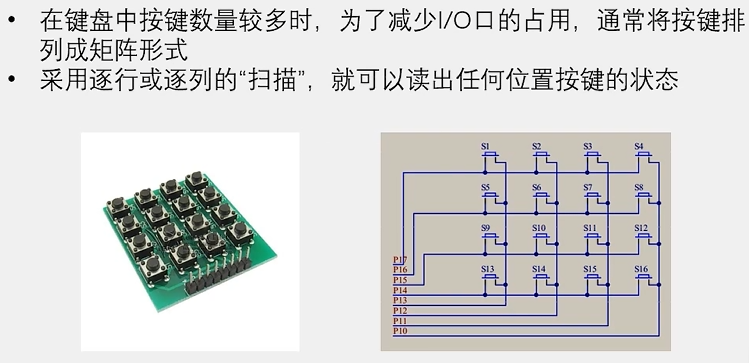 • 在键盘中按键数量较多时，为了减少I/O口的占用，通常将按键排
列成矩阵形式
• 采用逐行或逐列的“扫描”，就可以读出任何位置按键的状态
S1 S2 S3 S4
S5 S6 S7 S8
S9 S10 S11 S12
P17
P16
P15
S13 S14 S15 S16
P14
P13
P12
P11
P10